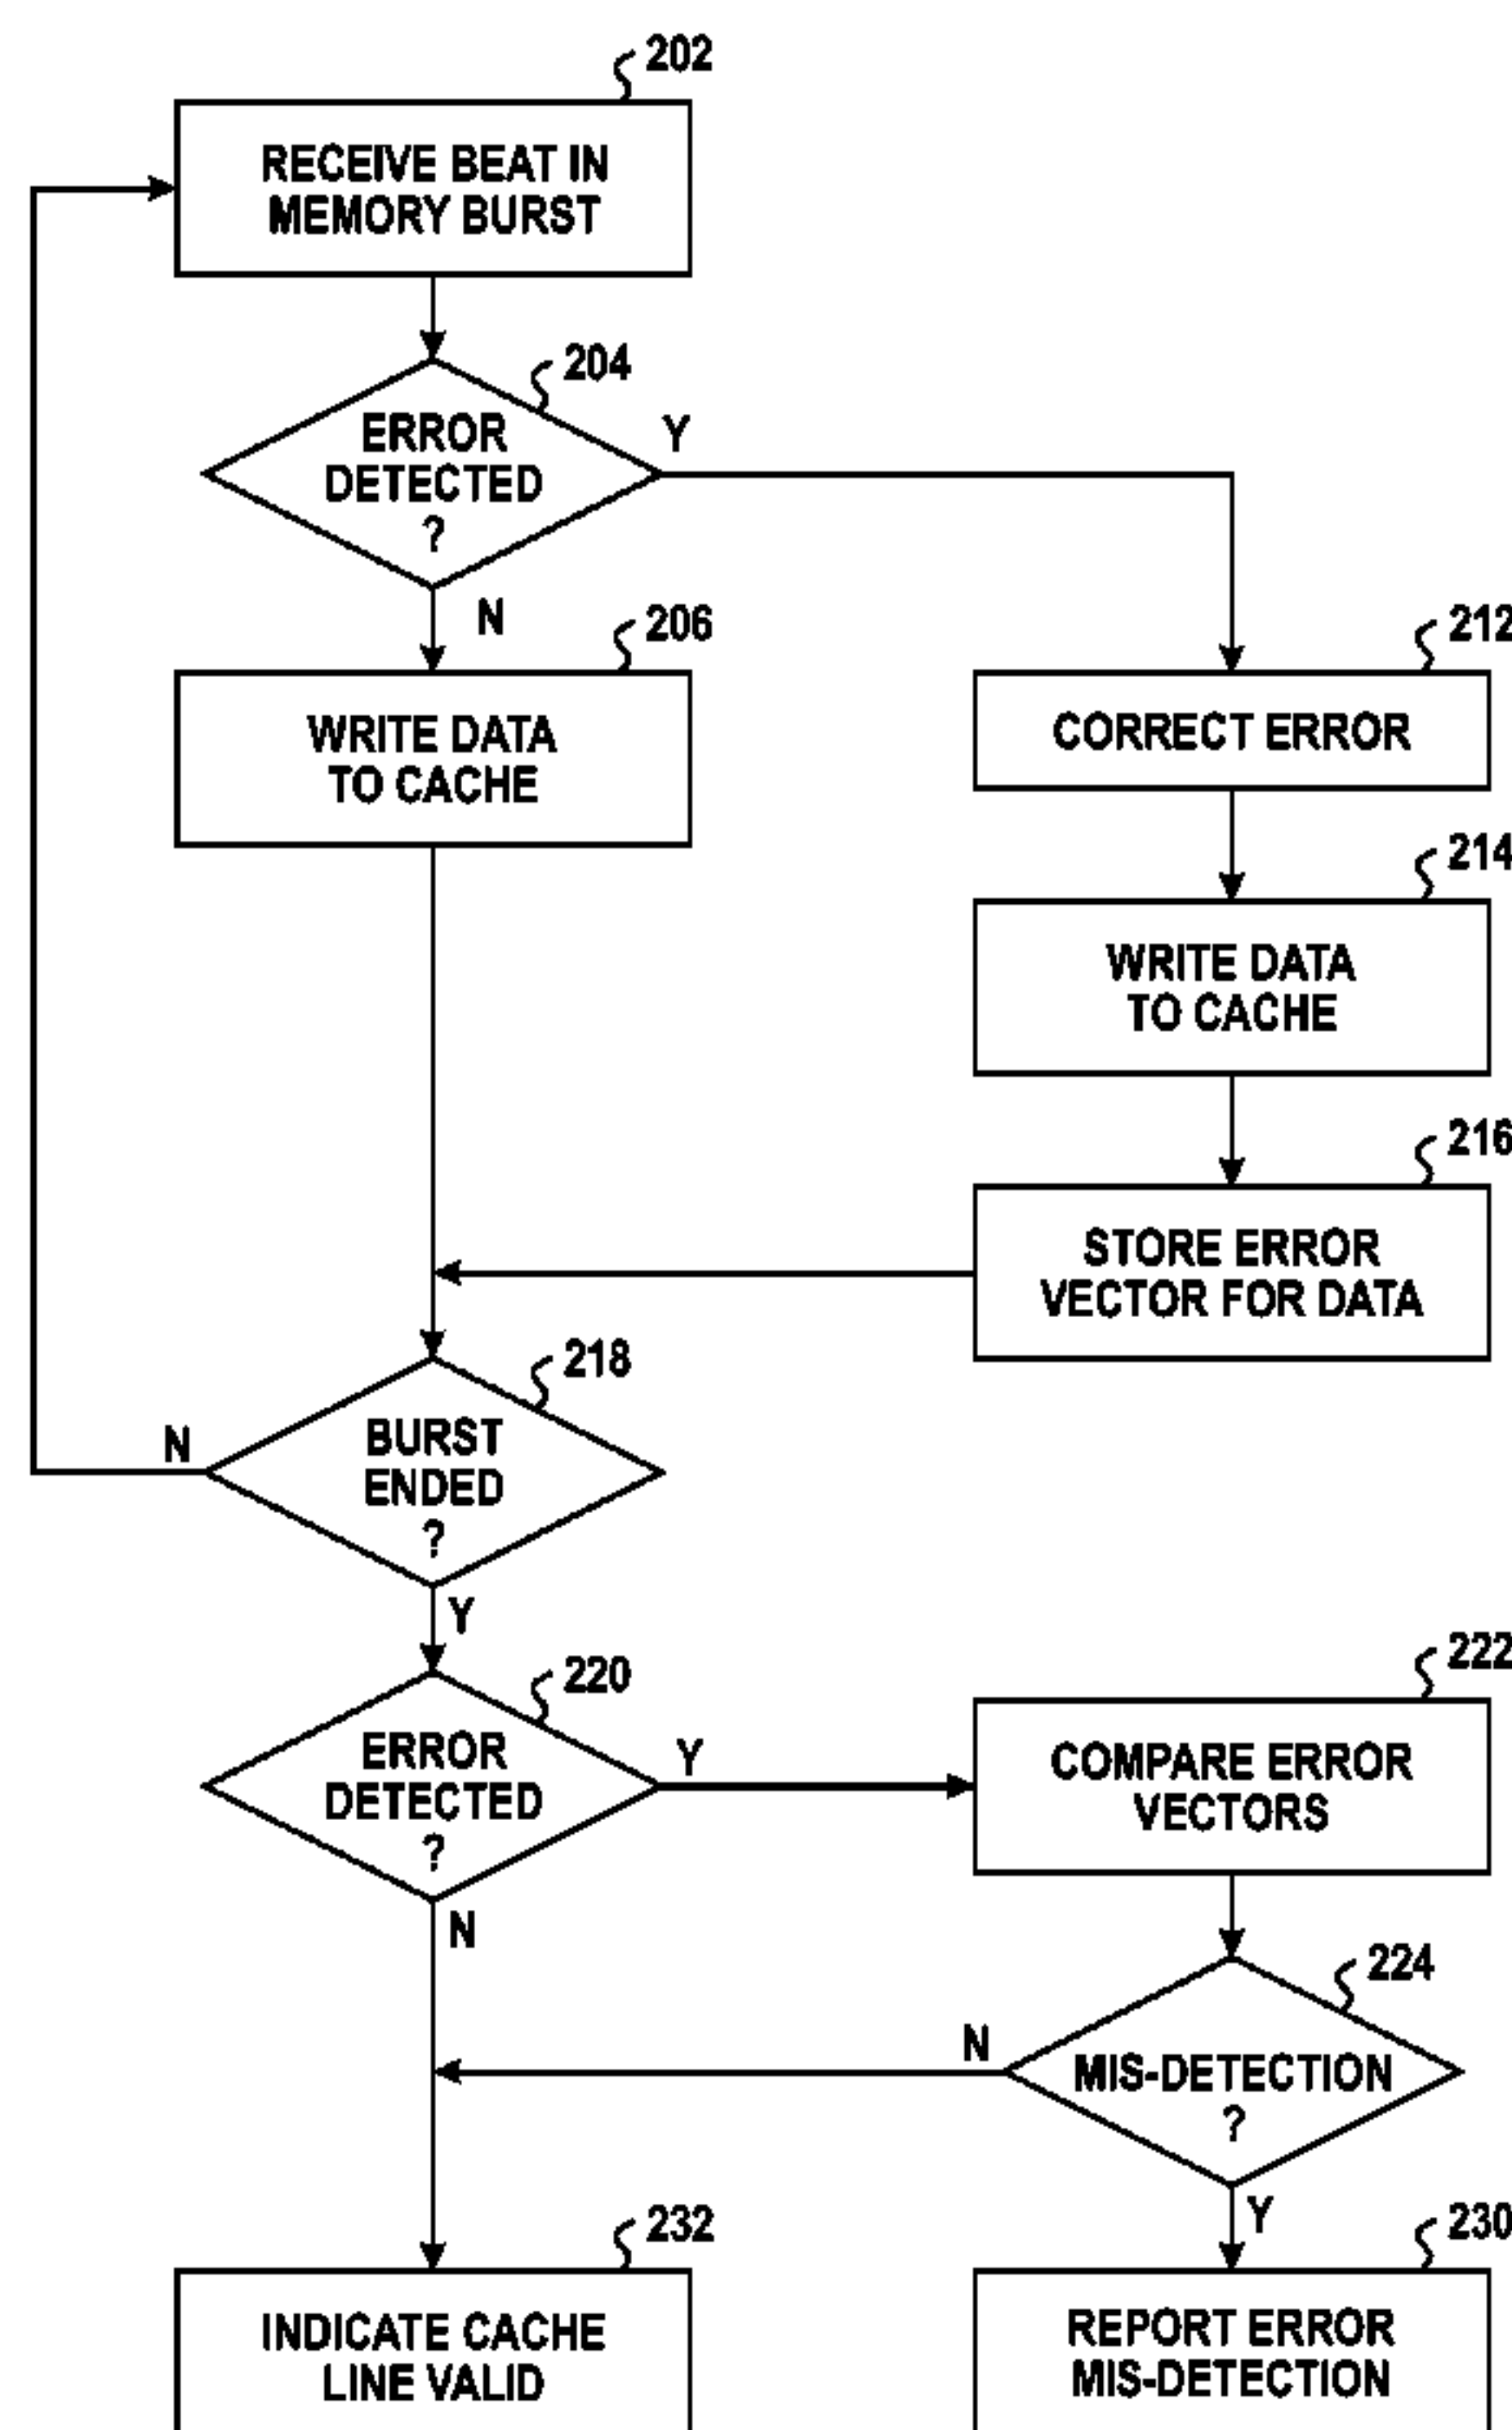 202
RECEIVE BEAT IN
MEMORY BURST
204
ERROR
DETECTED
?
Y
N
206
WRITE DATA
TO CACHE
212
CORRECT ERROR
214
WRITE DATA
TO CACHE
216
STORE ERROR
VECTOR FOR DATA
218
BURST
ENDED
?
N
Y
220
ERROR
DETECTED
?
Y
N
222
COMPARE ERROR
VECTORS
224
MIS-DETECTION
?
N
Y
232
INDICATE CACHE
LINE VALID
230
REPORT ERROR
MIS-DETECTION